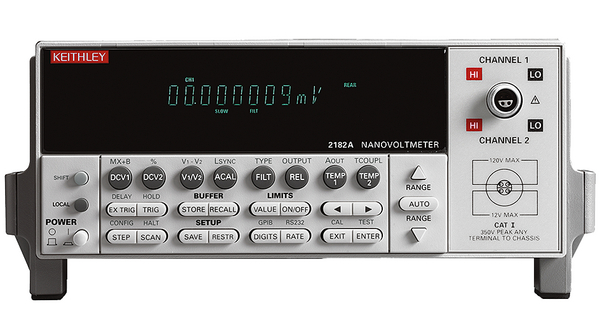 KEITHLEY
CH1
REAR
00.000009mV
SLOW FILT
2182A NANOVOLTMETER
CHANNEL 1
HI LO
HI LO
CHANNEL 2
120V MAX
12V MAX
CAT I
350V PEAK ANY
TERMINAL TO CHASSIS
MX+B % V1-V2 LSYNC TYPE OUTPUT AOUT TCOUPL
SHIFT DCV1 DCV2 V1/V2 ACAL FILT REL TEMP 1 TEMP 2
RANGE
DELAY HOLD BUFFER LIMITS
LOCAL EX TRIG TRIG STORE RECALL VALUE ON/OFF ◄ ► AUTO
POWER CONFIG HALT SETUP GPIB RS232 CAL TEST
RANGE
STEP SCAN SAVE RESTR DIGITS RATE EXIT ENTER